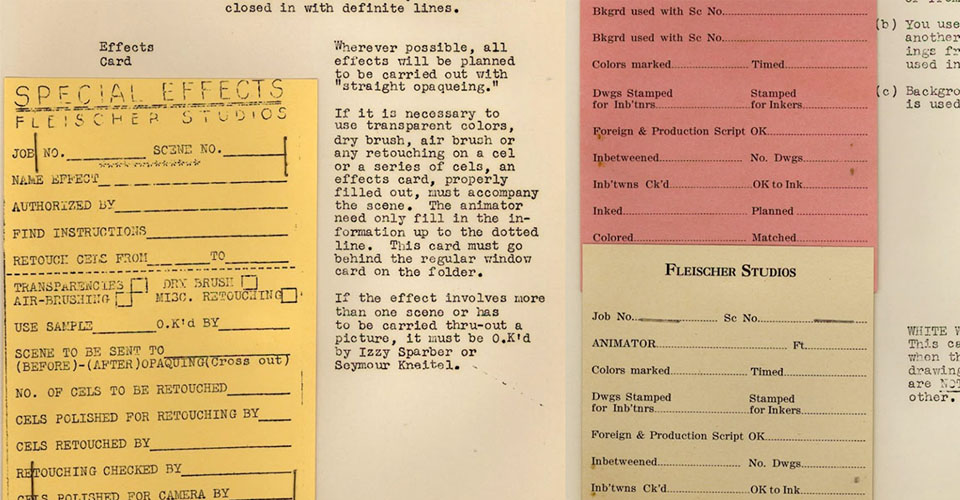 closed in with definite lines.
Effects
Card
SPECIAL EFFECTS
FLEISCHER STUDIOS
JOB NO. SCENE NO.
NAME EFFECT
AUTHORIZED BY
FIND INSTRUCTIONS
RETOUCH CELS FROM TO
TRANSPARENCIES DRY BRUSH
AIR-BRUSHING MISC. RETOUCHING
USE SAMPLE O.K'd BY
SCENE TO BE SENT TO
(BEFORE)-(AFTER)OPAQUING(Cross out)
NO. OF CELS TO BE RETOUCHED
CELS POLISHED FOR RETOUCHING BY
CELS RETOUCHED BY
RETOUCHING CHECKED BY
CELS POLISHED FOR CAMERA BY
Wherever possible, all
effects will be planned
to be carried out with
"straight opaqueing."
If it is necessary to
use transparent colors,
dry brush, air brush or
any retouching on a cel
or a series of cels, an
effects card, properly
filled out, must accompany
the scene. The animator
need only fill in the in-
formation up to the dotted
line. This card must go
behind the regular window
card on the folder.
If the effect involves more
than one scene or has
to be carried thru-out a
picture, it must be O.K'd
by Izzy Sparber or
Seymour Kneitel.
Bkgrd used with Sc No.
Bkgrd used with Sc No.
Colors marked Timed
Dwgs Stamped Stamped
for Inb'tnrs. for Inkers.
Foreign & Production Script OK
Inbetweened No. Dwgs.
Inb'twns Ck'd OK to Ink
Inked Planned
Colored Matched
FLEISCHER STUDIOS
Job No. Sc No.
ANIMATOR Ft.
Colors marked Timed
Dwgs Stamped Stamped
for Inb'tnrs for Inkers
Foreign & Production Script OK
Inbetweened No. Dwgs.
Inb'twns Ck'd OK to Ink
(b) You use
another
ings fr
used in
(c) Backgro
is used
WHITE W
This ca
when th
drawing
are NOT
other.